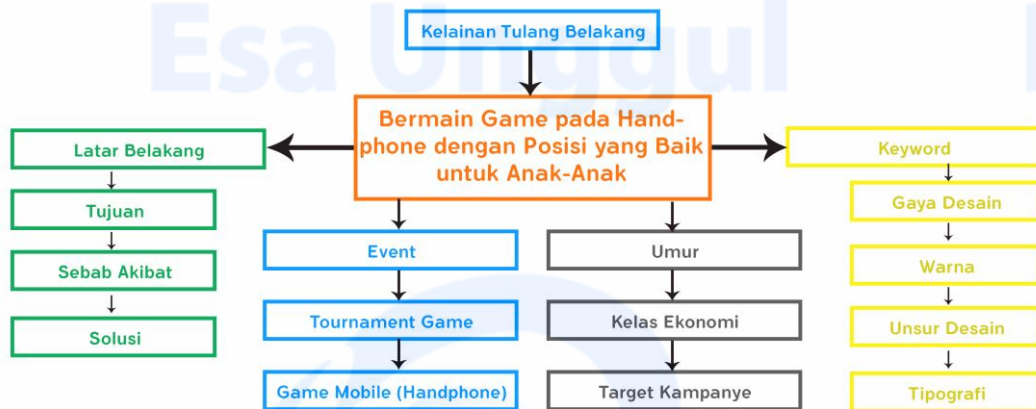 Esa Unggul
Kelainan Tulang Belakang
Bermain Game pada Hand-
phone dengan Posisi yang Baik
untuk Anak-Anak
Latar Belakang
Tujuan
Sebab Akibat
Solusi
Event
Tournament Game
Game Mobile (Handphone)
Umur
Kelas Ekonomi
Target Kampanye
Keyword
Gaya Desain
Warna
Unsur Desain
Tipografi